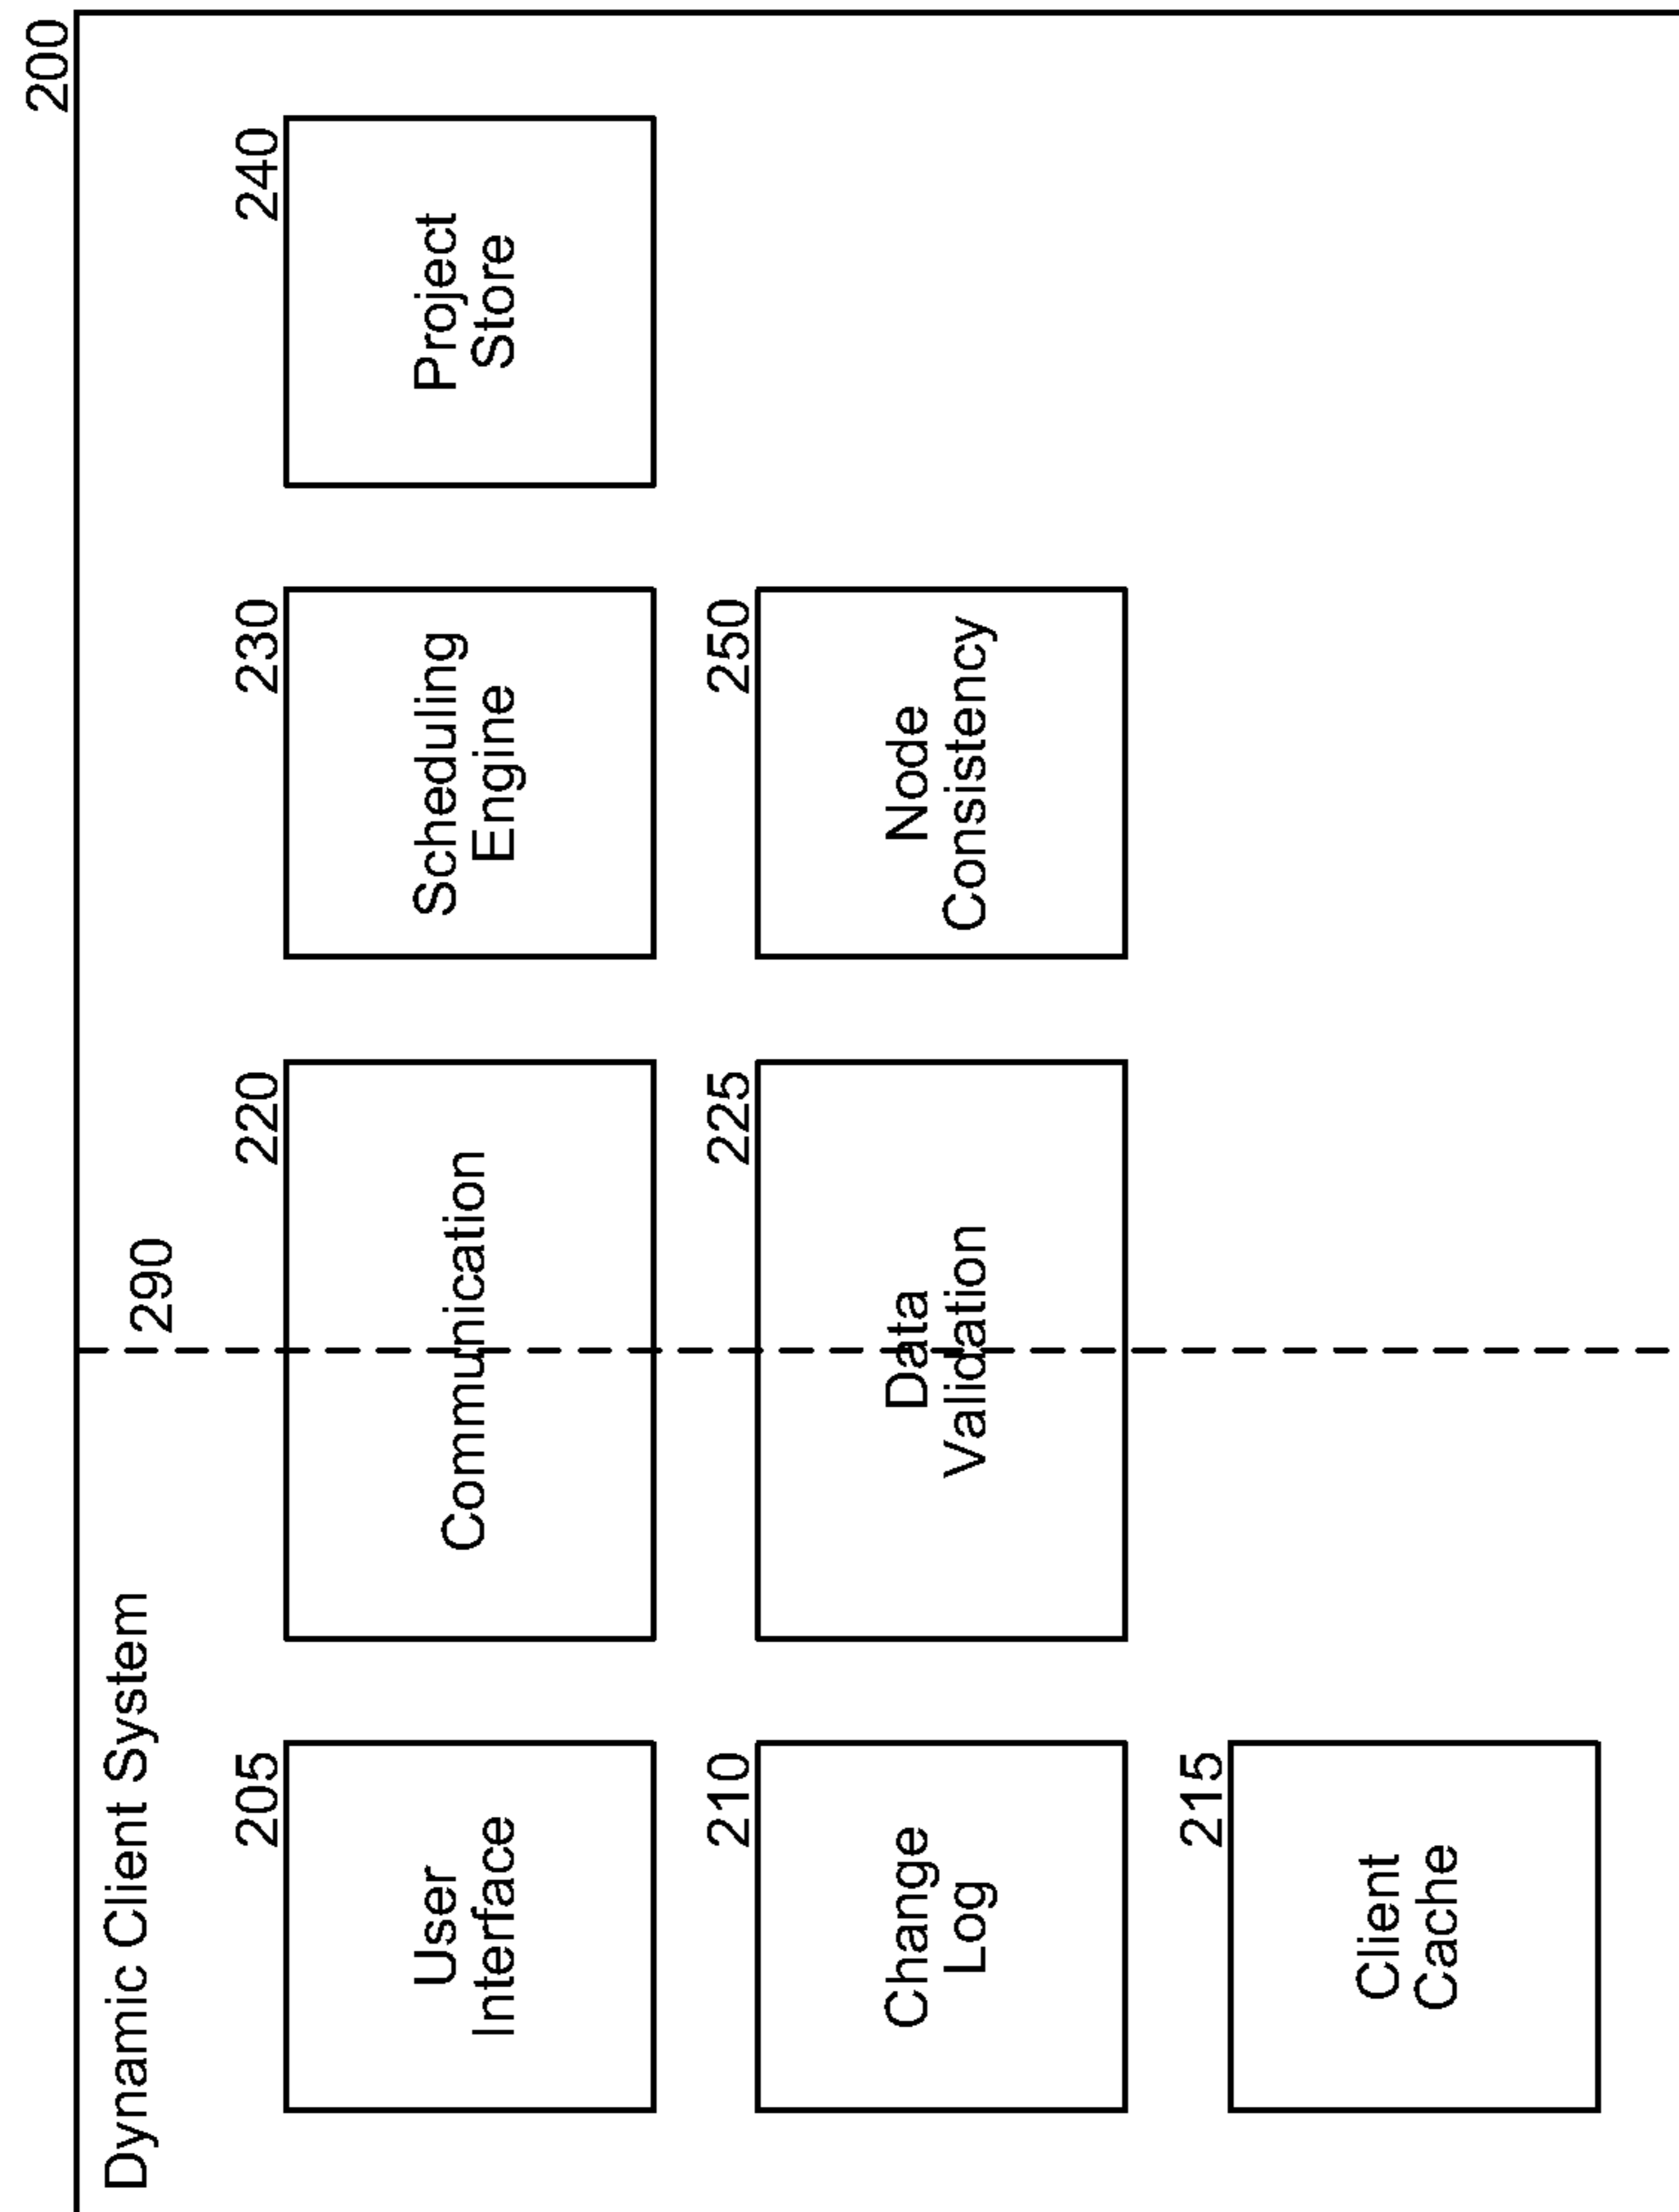 200
Dynamic Client System
290
205
User
Interface
220
Communication
230
Scheduling
Engine
240
Project
Store
210
Change
Log
225
Data
Validation
250
Node
Consistency
215
Client
Cache